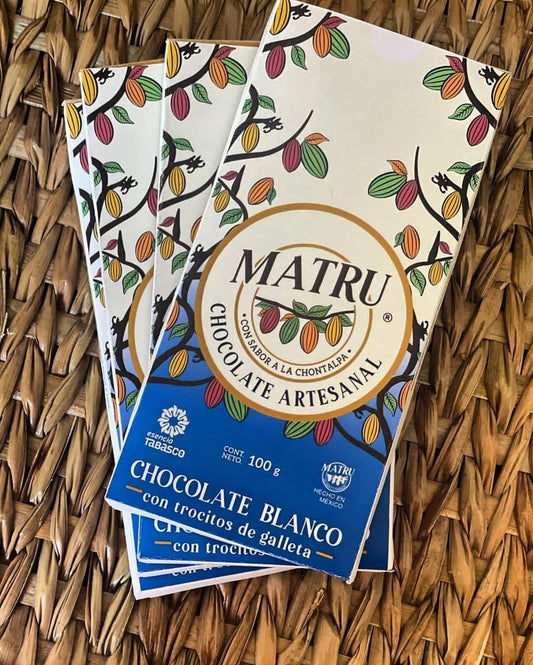 MATRU
®
• CON SABOR A LA CHONTALPA •
CHOCOLATE ARTESANAL
esencia
TABASCO
CONT.
NETO. 100 g
MATRU
HECHO EN
MÉXICO
CHOCOLATE BLANCO
con trocitos de galleta
con trocitos